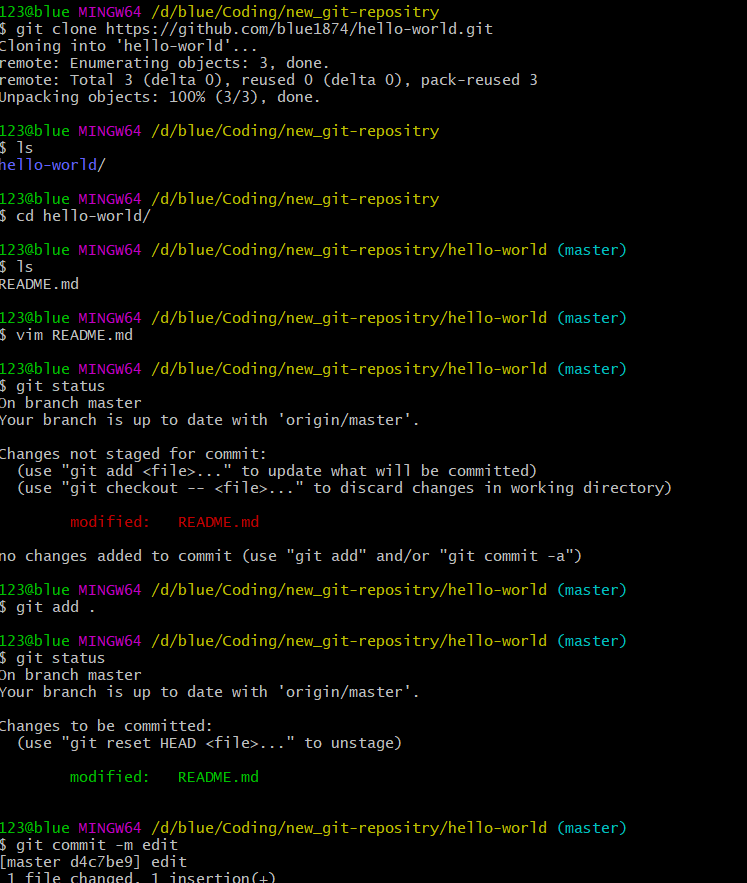 123@blue MINGW64 /d/blue/Coding/new_git-repositry
$ git clone https://github.com/blue1874/hello-world.git
Cloning into 'hello-world'...
remote: Enumerating objects: 3, done.
remote: Total 3 (delta 0), reused 0 (delta 0), pack-reused 3
Unpacking objects: 100% (3/3), done.
123@blue MINGW64 /d/blue/Coding/new_git-repositry
$ ls
hello-world/
123@blue MINGW64 /d/blue/Coding/new_git-repositry
$ cd hello-world/
123@blue MINGW64 /d/blue/Coding/new_git-repositry/hello-world (master)
$ ls
README.md
123@blue MINGW64 /d/blue/Coding/new_git-repositry/hello-world (master)
$ vim README.md
123@blue MINGW64 /d/blue/Coding/new_git-repositry/hello-world (master)
$ git status
On branch master
Your branch is up to date with 'origin/master'.
Changes not staged for commit:
  (use "git add <file>..." to update what will be committed)
  (use "git checkout -- <file>..." to discard changes in working directory)
        modified:   README.md
no changes added to commit (use "git add" and/or "git commit -a")
123@blue MINGW64 /d/blue/Coding/new_git-repositry/hello-world (master)
$ git add .
123@blue MINGW64 /d/blue/Coding/new_git-repositry/hello-world (master)
$ git status
On branch master
Your branch is up to date with 'origin/master'.
Changes to be committed:
  (use "git reset HEAD <file>..." to unstage)
        modified:   README.md
123@blue MINGW64 /d/blue/Coding/new_git-repositry/hello-world (master)
$ git commit -m edit
[master d4c7be9] edit
 1 file changed, 1 insertion(+)